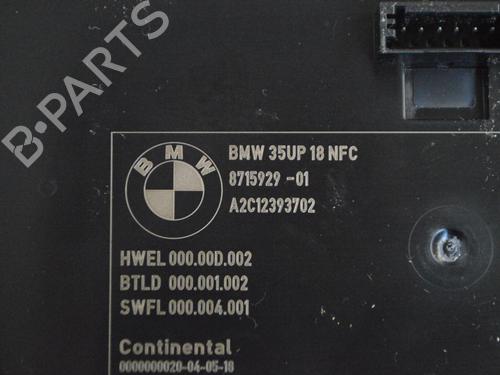 B-PARTS
BMW
BMW 35UP 18 NFC
8715929 -01
A2C12393702
HWEL 000.00D.002
BTLD 000.001.002
SWFL 000.004.001
Continental
0000000020-04-05-18